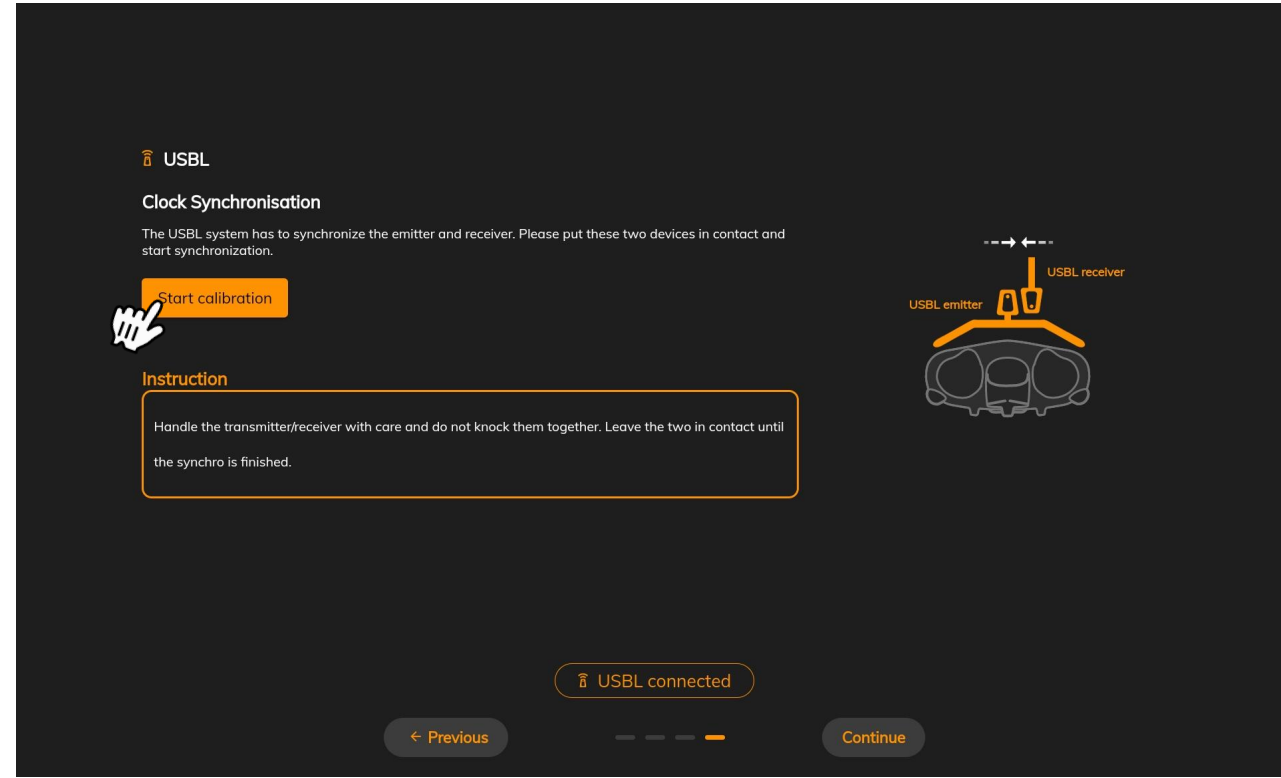 USBL
Clock Synchronisation
The USBL system has to synchronize the emitter and receiver. Please put these two devices in contact and
start synchronization.
Start calibration
USBL receiver
USBL emitter
Instruction
Handle the transmitter/receiver with care and do not knock them together. Leave the two in contact until
the synchro is finished.
USBL connected
← Previous
Continue